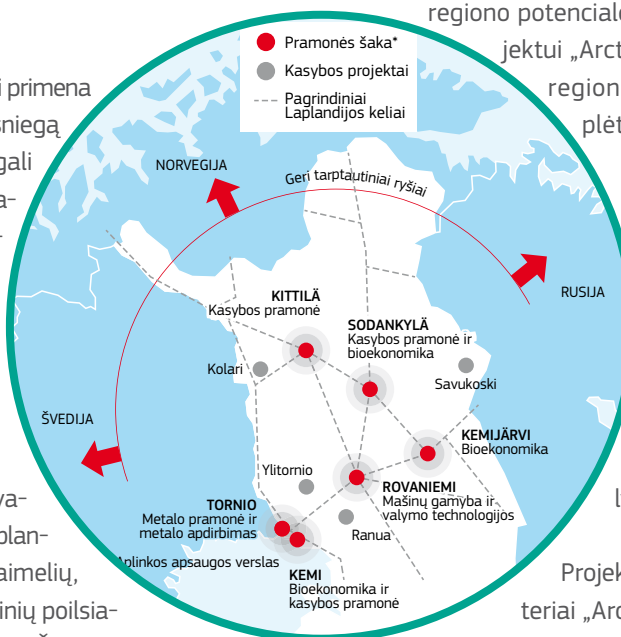 regiono potencial
jektui „Arct
region
plėt
i primena
sniegą
gali
a-
-
Pramonės šaka*
Kasybos projektai
Pagrindiniai
Laplandijos keliai
NORVEGIJA
Geri tarptautiniai ryšiai
RUSIJA
KITTILÄ
Kasybos pramonė
SODANKYLÄ
Kasybos pramonė ir
bioekonomika
Kolari
Savukoski
ŠVEDIJA
KEMIJÄRVI
Bioekonomika
Ylitornio
ROVANIEMI
Mašinų gamyba ir
valymo technologijos
TORNIO
Metalo pramonė ir
metalo apdirbimas
Ranua
Aplinkos apsaugos verslas
KEMI
Bioekonomika ir
kasybos pramonė
va-
plan-
aimelių,
inių poilsia-
Projek
teriai „Arc